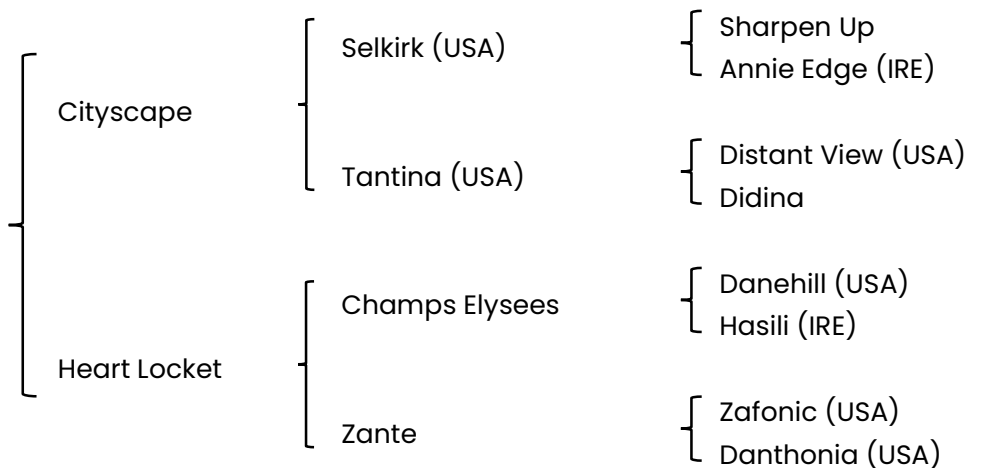 Cityscape
Heart Locket
Selkirk (USA)
Tantina (USA)
Champs Elysees
Zante
Sharpen Up
Annie Edge (IRE)
Distant View (USA)
Didina
Danehill (USA)
Hasili (IRE)
Zafonic (USA)
Danthonia (USA)